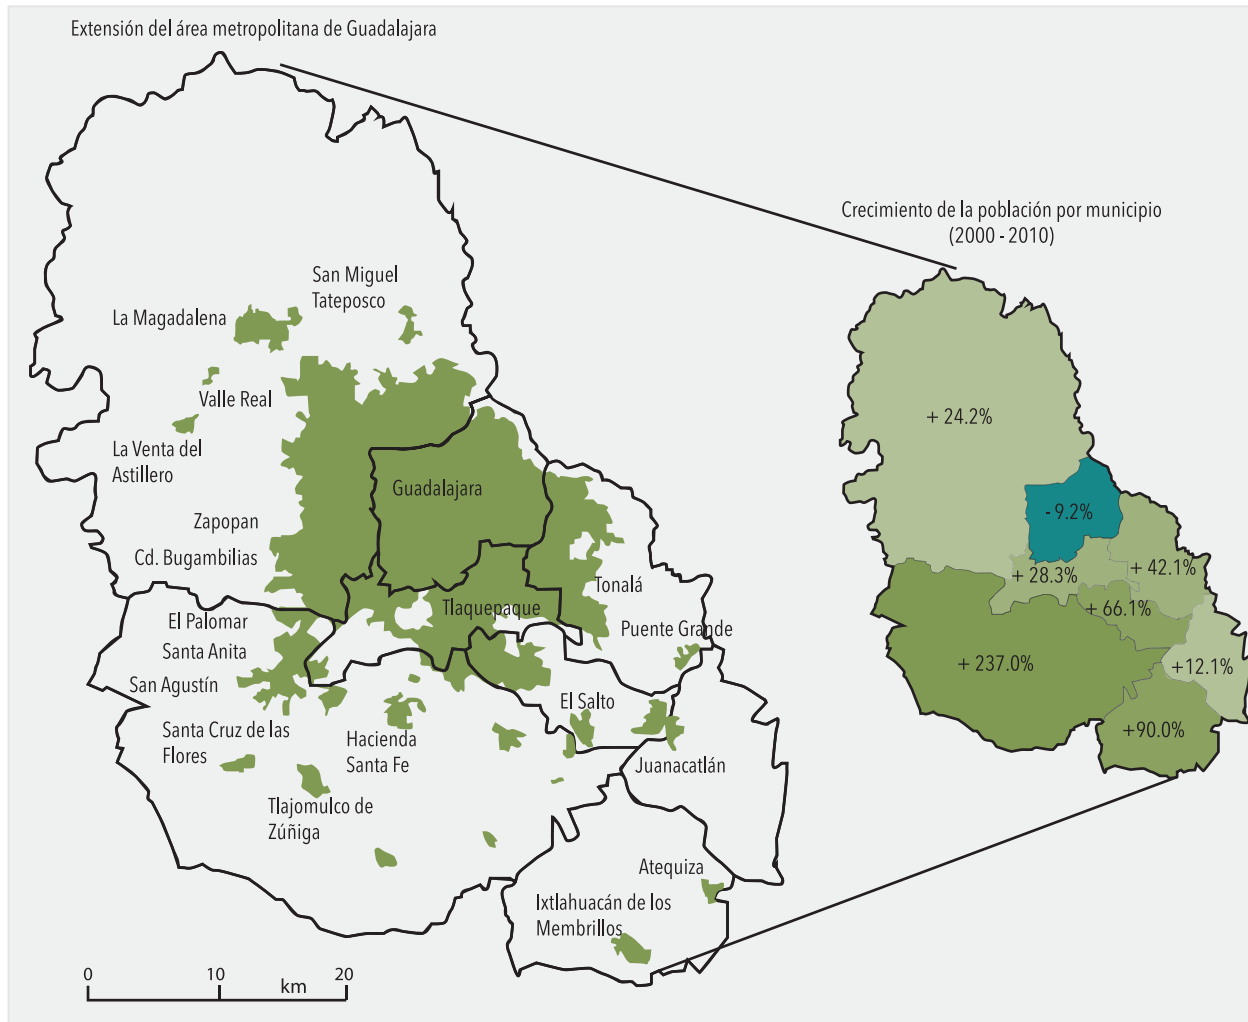 Extensión del área metropolitana de Guadalajara
Crecimiento de la población por municipio
(2000 - 2010)
San Miguel
Tateposco
La Magadalena
Valle Real
La Venta del
Astillero
Guadalajara
Zapopan
Cd. Bugambilias
Tonalá
Tlaquepaque
El Palomar
Puente Grande
Santa Anita
San Agustín
El Salto
Santa Cruz de las
Flores
Hacienda
Santa Fe
Juanacatlán
Tlajomulco de
Zúñiga
Atequiza
Ixtlahuacán de los
Membrillos
0 10 20
km
+ 24.2%
- 9.2%
+ 42.1%
+ 28.3%
+ 66.1%
+ 237.0%
+12.1%
+90.0%